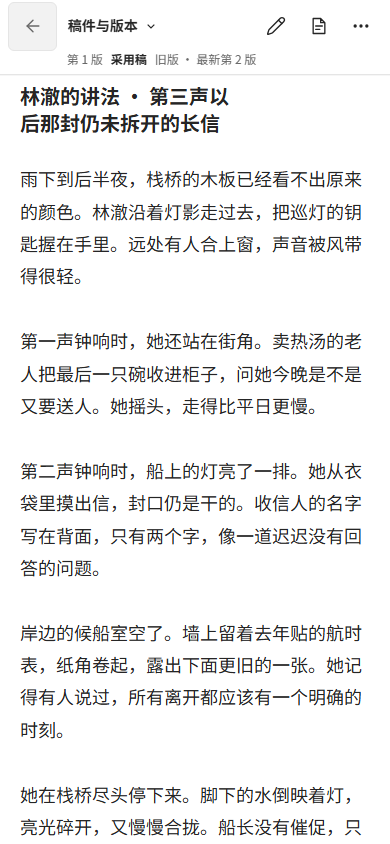 稿件与版本
第 1 版 采用稿 旧版 · 最新第 2 版
林澈的讲法 · 第三声以
后那封仍未拆开的长信
雨下到后半夜，栈桥的木板已经看不出原来
的颜色。林澈沿着灯影走过去，把巡灯的钥
匙握在手里。远处有人合上窗，声音被风带
得很轻。
第一声钟响时，她还站在街角。卖热汤的老
人把最后一只碗收进柜子，问她今晚是不是
又要送人。她摇头，走得比平日更慢。
第二声钟响时，船上的灯亮了一排。她从衣
袋里摸出信，封口仍是干的。收信人的名字
写在背面，只有两个字，像一道迟迟没有回
答的问题。
岸边的候船室空了。墙上留着去年贴的航时
表，纸角卷起，露出下面更旧的一张。她记
得有人说过，所有离开都应该有一个明确的
时刻。
她在栈桥尽头停下来。脚下的水倒映着灯，
亮光碎开，又慢慢合拢。船长没有催促，只